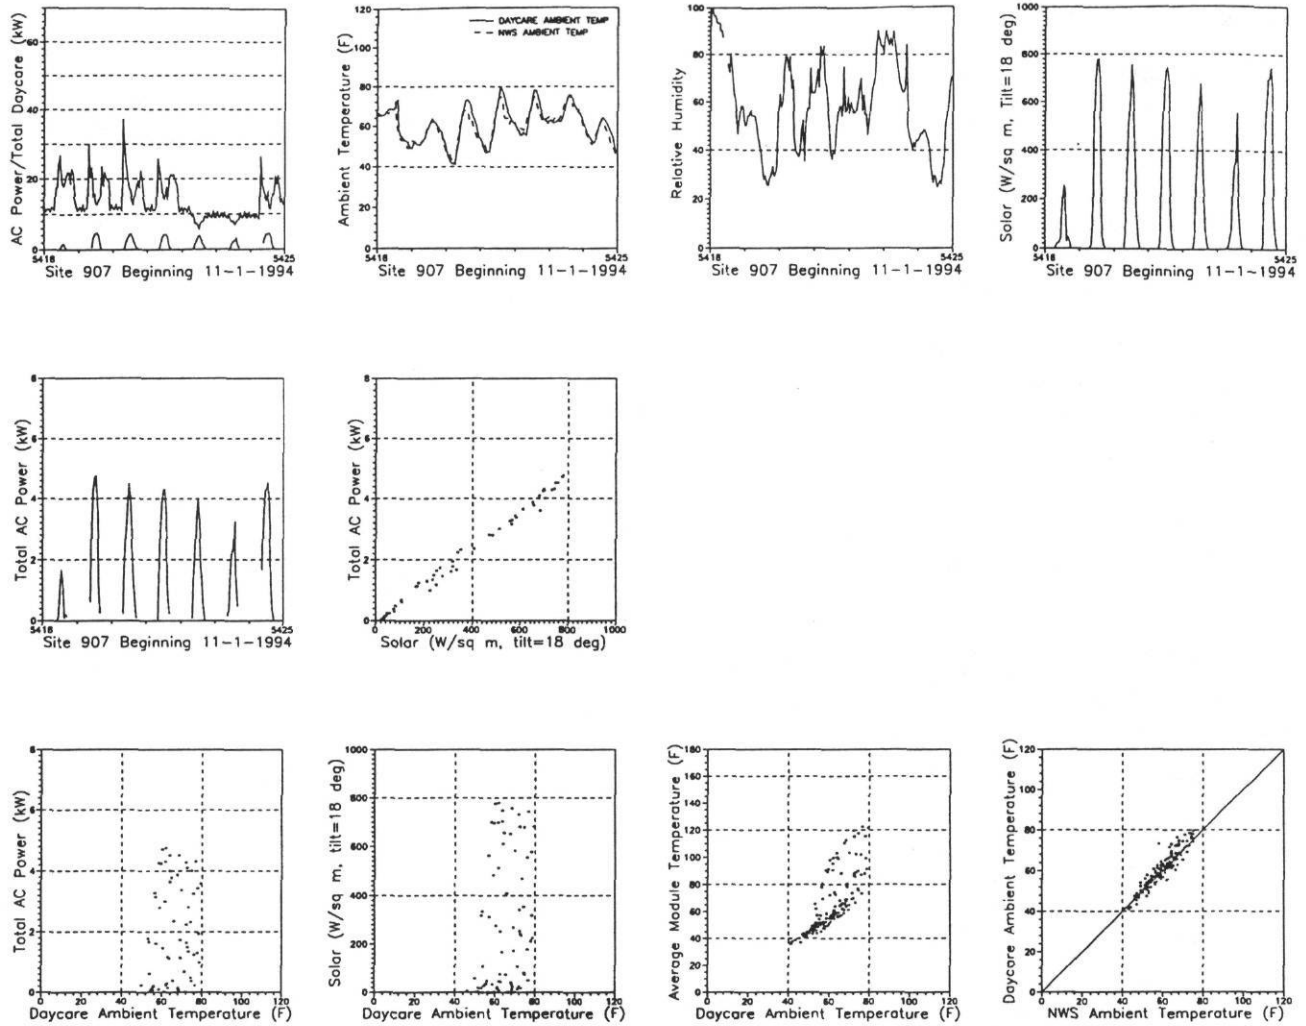 AC Power/Total Daycare (kW)
60
40
20
10
0
5418
5425
Site 907 Beginning 11-1-1994
Ambient Temperature (F)
120
100
80
60
40
20
0
DAYCARE AMBIENT TEMP
NWS AMBIENT TEMP
5418
5425
Site 907 Beginning 11-1-1994
Relative Humidity
100
80
60
40
20
0
5418
5425
Site 907 Beginning 11-1-1994
Solar (W/sq m, Tilt=18 deg)
1000
800
600
400
200
0
5418
5425
Site 907 Beginning 11-1-1994
Total AC Power (kW)
4
2
0
5418
5425
Site 907 Beginning 11-1-1994
Total AC Power (kW)
4
2
0
0 200 400 600 800 1000
Solar (W/sq m, tilt=18 deg)
Total AC Power (kW)
6
4
2
0
0 20 40 60 80 100 120
Daycare Ambient Temperature (F)
Solar (W/sq m, tilt=18 deg)
1000
800
600
400
200
0
0 20 40 60 80 100 120
Daycare Ambient Temperature (F)
Average Module Temperature (F)
180
160
140
120
100
80
60
40
20
0
0 20 40 60 80 100 120
Daycare Ambient Temperature (F)
Daycare Ambient Temperature (F)
120
100
80
60
40
20
0
0 20 40 60 80 100 120
NWS Ambient Temperature (F)